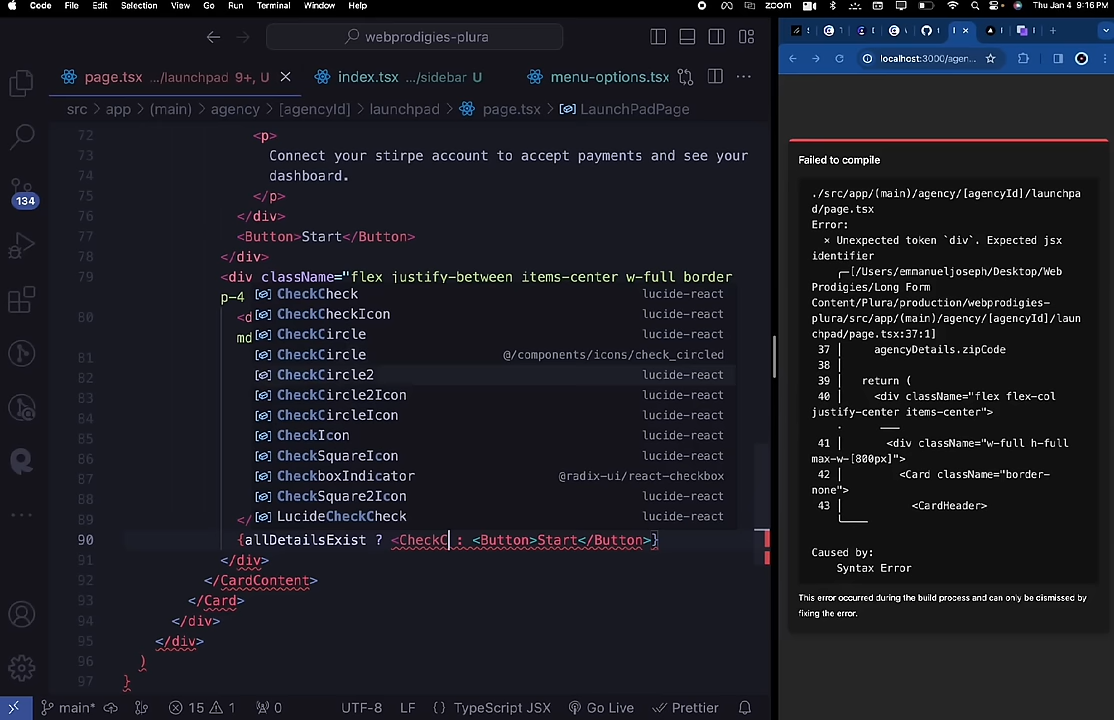 Code File Edit Selection View Go Run Terminal Window Help zoom Thu Jan 4 9:16 PM
webprodigies-plura
page.tsx .../launchpad 9+, U index.tsx .../sidebar U menu-options.tsx
src > app > (main) > agency > [agencyId] > launchpad > page.tsx > LaunchPadPage
72 <p>
73 Connect your stirpe account to accept payments and see your
74 dashboard.
75 </p>
76 </div>
77 <Button>Start</Button>
78 </div>
79 <div className="flex justify-between items-center w-full border
p-4
80 <d
md
81
82
83
84
85
86
87
88
89 </
CheckCheck lucide-react
CheckCheckIcon lucide-react
CheckCircle lucide-react
CheckCircle @/components/icons/check_circled
CheckCircle2 lucide-react
CheckCircle2Icon lucide-react
CheckCircleIcon lucide-react
CheckIcon lucide-react
CheckSquareIcon lucide-react
CheckboxIndicator @radix-ui/react-checkbox
CheckSquare2Icon lucide-react
LucideCheckCheck lucide-react
90 {allDetailsExist ? <CheckC : <Button>Start</Button>}
91 </div>
92 </CardContent>
93 </Card>
94 </div>
95 </div>
96 )
97 }
134
main* 15 1 0 UTF-8 LF {} TypeScript JSX Go Live Prettier
localhost:3000/agen...
Failed to compile
./src/app/(main)/agency/[agencyId]/launchpa
d/page.tsx
Error:
× Unexpected token `div`. Expected jsx
identifier
╭─[/Users/emmanueljoseph/Desktop/Web
Prodigies/Long Form
Content/Plura/production/webprodigies-
plura/src/app/(main)/agency/[agencyId]/laun
chpad/page.tsx:37:1]
37 │ agencyDetails.zipCode
38 │
39 │ return (
40 │ <div className="flex flex-col
justify-center items-center">
· ───
41 │ <div className="w-full h-full
max-w-[800px]">
42 │ <Card className="border-
none">
43 │ <CardHeader>
╰────
Caused by:
Syntax Error
This error occurred during the build process and can only be dismissed by
fixing the error.